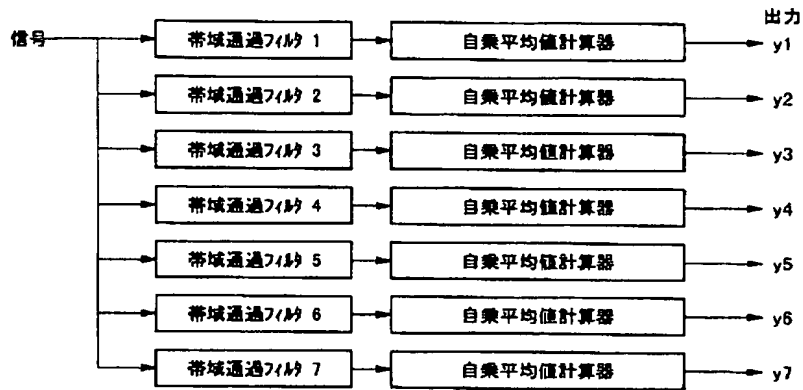 出力
信号 帯域通過フィルタ 1 自乗平均値計算器 y1
帯域通過フィルタ 2 自乗平均値計算器 y2
帯域通過フィルタ 3 自乗平均値計算器 y3
帯域通過フィルタ 4 自乗平均値計算器 y4
帯域通過フィルタ 5 自乗平均値計算器 y5
帯域通過フィルタ 6 自乗平均値計算器 y6
帯域通過フィルタ 7 自乗平均値計算器 y7